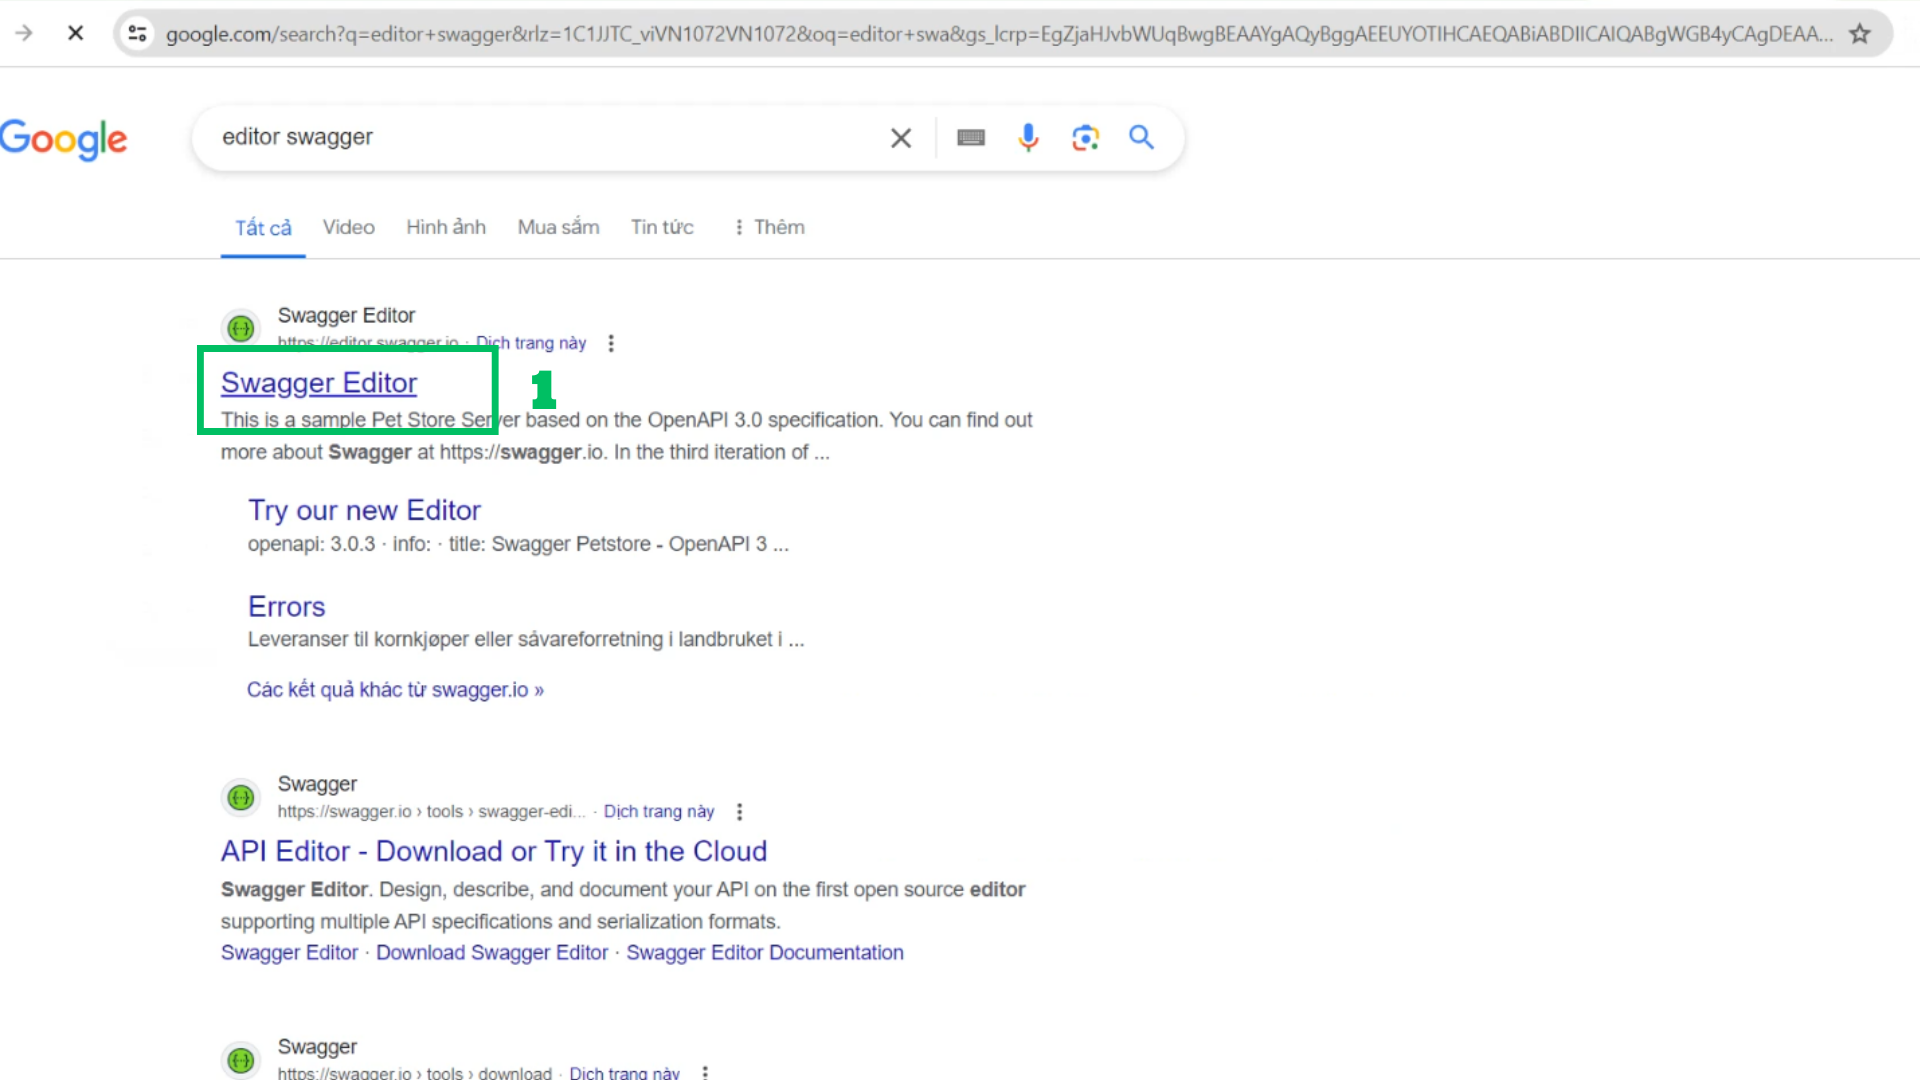 google.com/search?q=editor+swagger&rlz=1C1JJTC_viVN1072VN1072&oq=editor+swa&gs_lcrp=EgZjaHJvbWUqBwgBEAAYgAQyBggAEEUYOTIHCAEQABiABDIICAIQABgWGB4yCAgDEAA...
Google
editor swagger
Tất cả Video Hình ảnh Mua sắm Tin tức Thêm
Swagger Editor
https://editor.swagger.io · Dịch trang này
Swagger Editor 1
This is a sample Pet Store Server based on the OpenAPI 3.0 specification. You can find out
more about Swagger at https://swagger.io. In the third iteration of ...
Try our new Editor
openapi: 3.0.3 · info: · title: Swagger Petstore - OpenAPI 3 ...
Errors
Leveranser til kornkjøper eller såvareforretning i landbruket i ...
Các kết quả khác từ swagger.io »
Swagger
https://swagger.io › tools › swagger-edi... · Dịch trang này
API Editor - Download or Try it in the Cloud
Swagger Editor. Design, describe, and document your API on the first open source editor
supporting multiple API specifications and serialization formats.
Swagger Editor · Download Swagger Editor · Swagger Editor Documentation
Swagger
https://swagger.io › tools › download · Dịch trang này